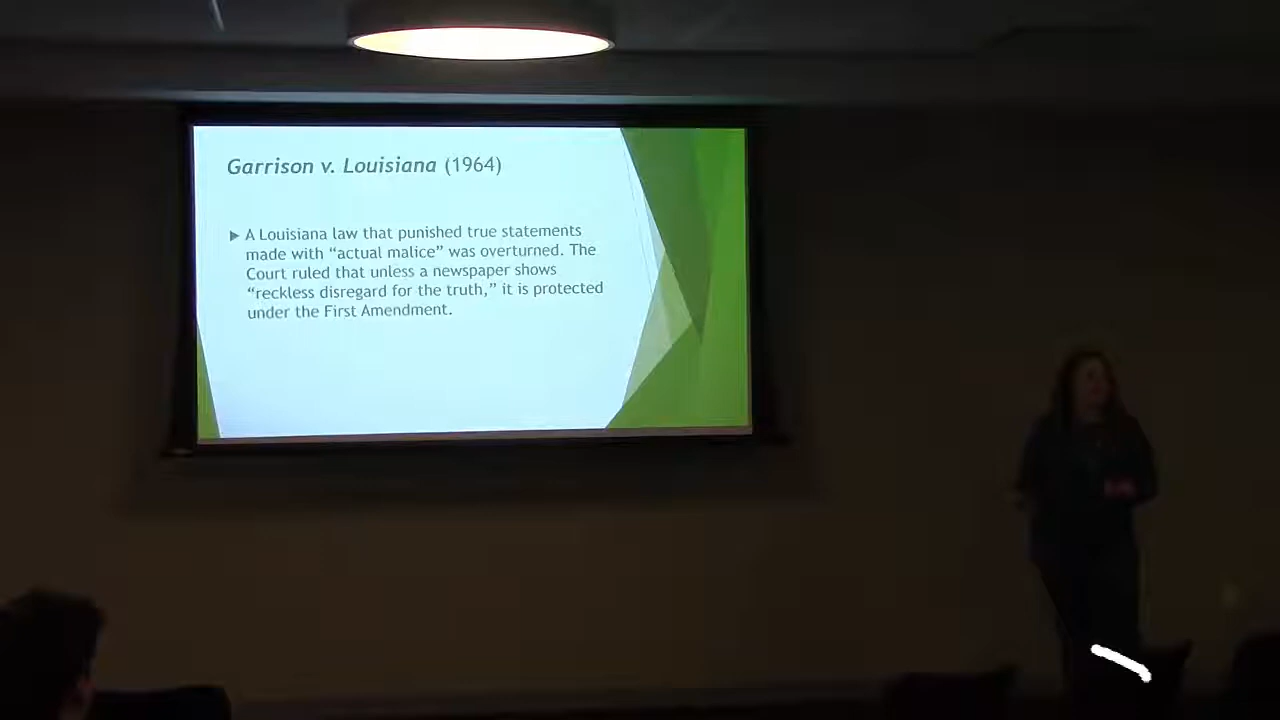 Garrison v. Louisiana (1964)
▶ A Louisiana law that punished true statements
made with “actual malice” was overturned. The
Court ruled that unless a newspaper shows
“reckless disregard for the truth,” it is protected
under the First Amendment.